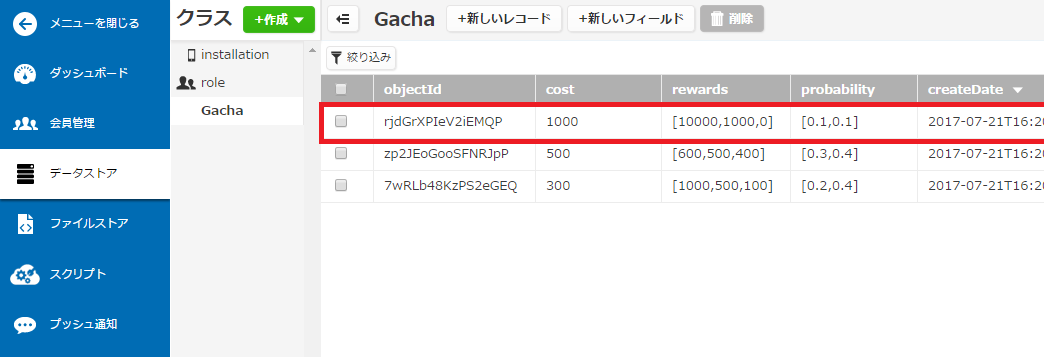 メニューを閉じる
ダッシュボード
会員管理
データストア
ファイルストア
スクリプト
プッシュ通知
クラス +作成
installation
role
Gacha
Gacha +新しいレコード +新しいフィールド 削除
絞り込み
objectId cost rewards probability createDate
rjdGrXPIeV2iEMQP 1000 [10000,1000,0] [0.1,0.1] 2017-07-21T16:20
zp2JEoGooSFNRJpP 500 [600,500,400] [0.3,0.4] 2017-07-21T16:20
7wRLb48KzPS2eGEQ 300 [1000,500,100] [0.2,0.4] 2017-07-21T16:20